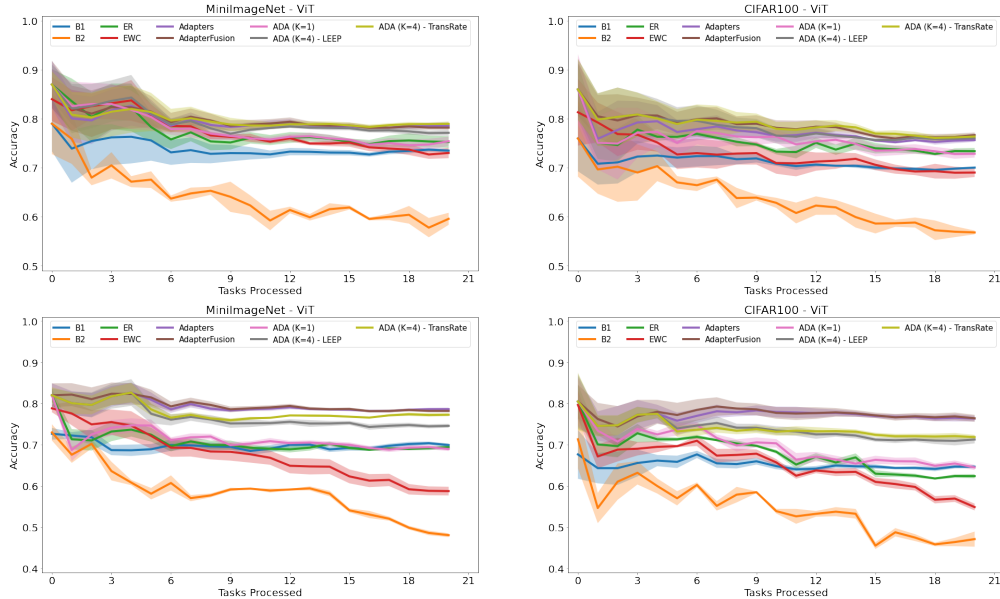 MiniImageNet - ViT
B1 ER Adapters ADA (K=1) ADA (K=4) - TransRate
B2 EWC AdapterFusion ADA (K=4) - LEEP
1.0
0.9
0.8
0.7
0.6
0.5
Accuracy
0 3 6 9 12 15 18 21
Tasks Processed
CIFAR100 - ViT
B1 ER Adapters ADA (K=1) ADA (K=4) - TransRate
B2 EWC AdapterFusion ADA (K=4) - LEEP
1.0
0.9
0.8
0.7
0.6
0.5
Accuracy
0 3 6 9 12 15 18 21
Tasks Processed
MiniImageNet - ViT
B1 ER Adapters ADA (K=1) ADA (K=4) - TransRate
B2 EWC AdapterFusion ADA (K=4) - LEEP
1.0
0.9
0.8
0.7
0.6
0.5
0.4
Accuracy
0 3 6 9 12 15 18 21
Tasks Processed
CIFAR100 - ViT
B1 ER Adapters ADA (K=1) ADA (K=4) - TransRate
B2 EWC AdapterFusion ADA (K=4) - LEEP
1.0
0.9
0.8
0.7
0.6
0.5
0.4
Accuracy
0 3 6 9 12 15 18 21
Tasks Processed